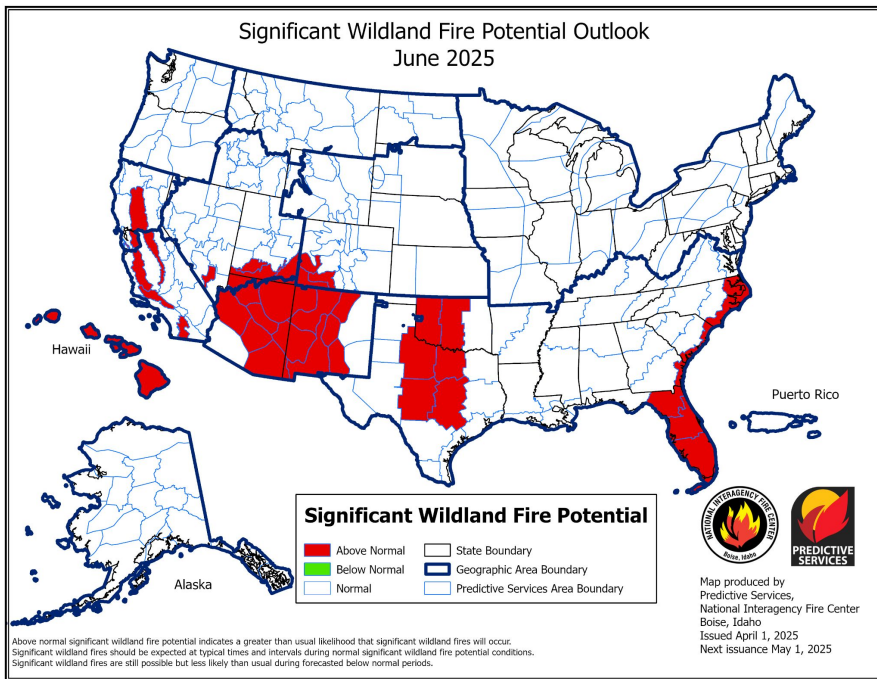 Significant Wildland Fire Potential Outlook
June 2025
Hawaii
Puerto Rico
Alaska
Significant Wildland Fire Potential
Above Normal
State Boundary
Below Normal
Geographic Area Boundary
Normal
Predictive Services Area Boundary
NATIONAL INTERAGENCY FIRE CENTER
Boise, Idaho
PREDICTIVE
SERVICES
Map produced by
Predictive Services,
National Interagency Fire Center
Boise, Idaho
Issued April 1, 2025
Next issuance May 1, 2025
Above normal significant wildland fire potential indicates a greater than usual likelihood that significant wildland fires will occur.
Significant wildland fires should be expected at typical times and intervals during normal significant wildland fire potential conditions.
Significant wildland fires are still possible but less likely than usual during forecasted below normal periods.